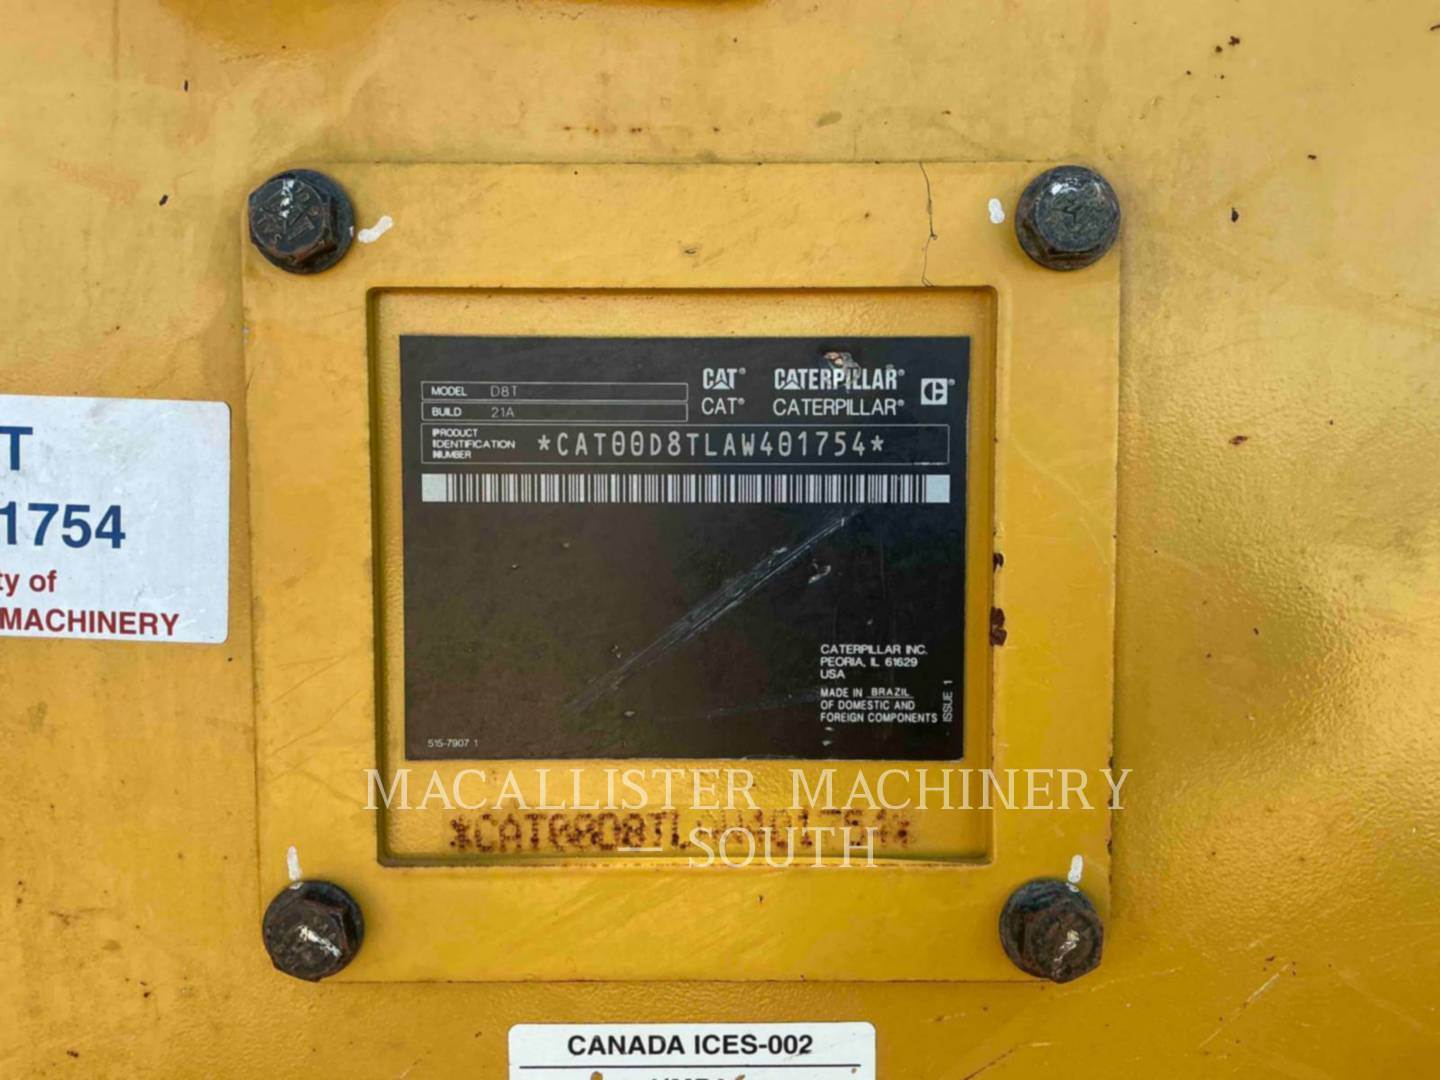 CAT® CATERPILLAR®
CAT® CATERPILLAR®
MODEL D8T
BUILD 21A
PRODUCT
IDENTIFICATION
NUMBER
*CAT00D8TLAW401754*
T
1754
ty of
MACHINERY
CATERPILLAR INC.
PEORIA, IL 61629
USA
MADE IN BRAZIL
OF DOMESTIC AND
FOREIGN COMPONENTS
ISSUE 1
515-7907 1
MACALLISTER MACHINERY
*CAT00D8TLAW401754*
— SOUTH
CANADA ICES-002